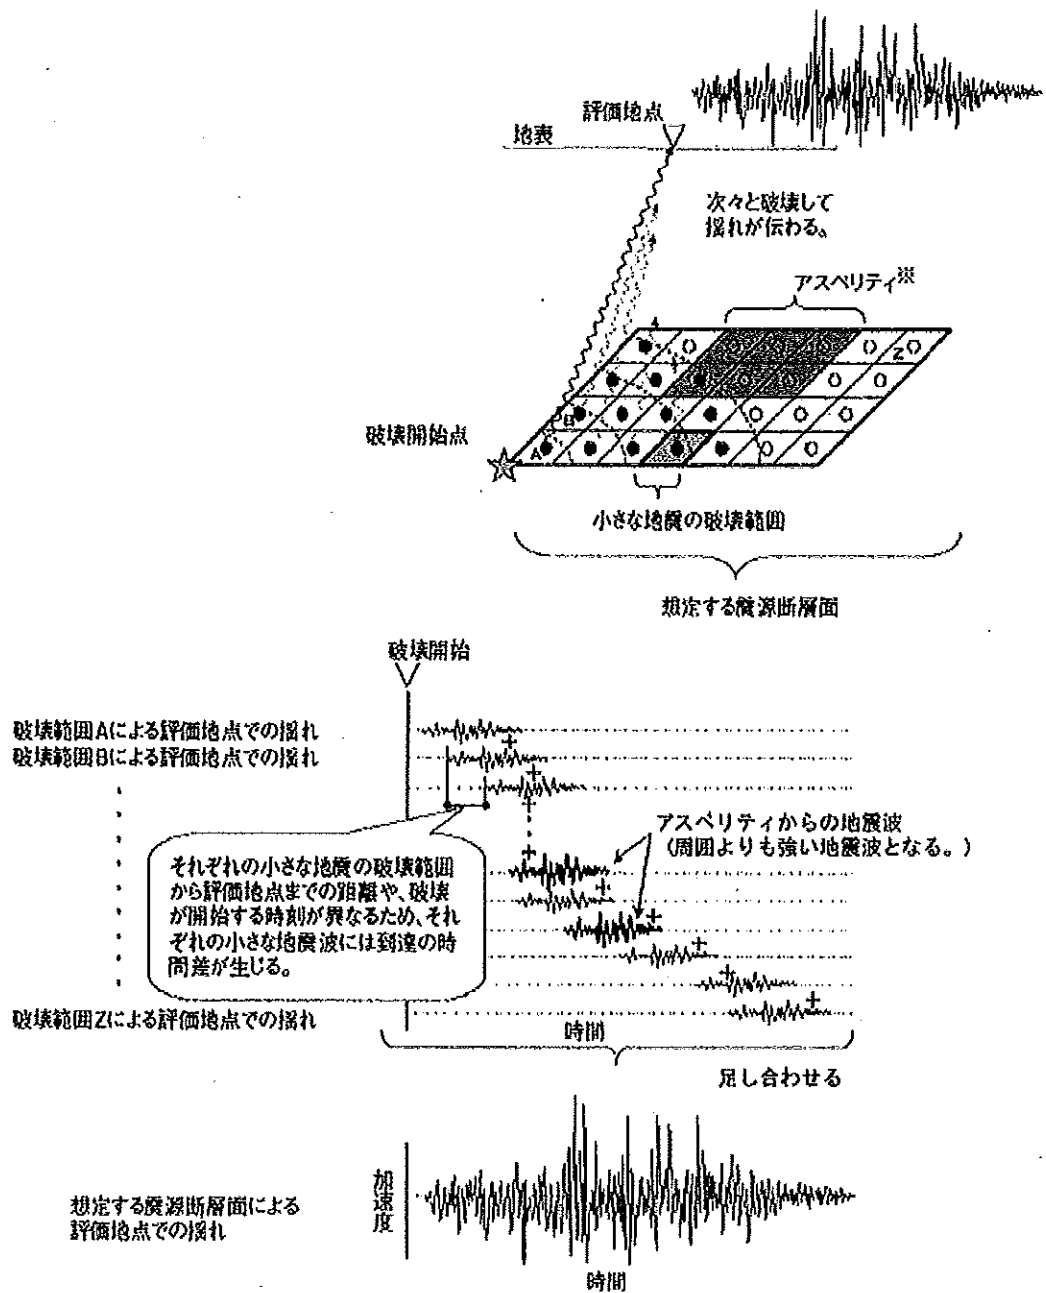 評価地点
地表
次々と破壊して
揺れが伝わる。
アスペリティ※
Z
B
破壊開始点
A
小さな地震の破壊範囲
想定する震源断層面
破壊開始
破壊範囲Aによる評価地点での揺れ
破壊範囲Bによる評価地点での揺れ
アスペリティからの地震波
(周囲よりも強い地震波となる。)
それぞれの小さな地震の破壊範囲
から評価地点までの距離や、破壊
が開始する時刻が異なるため、それ
ぞれの小さな地震波には到達の時
間差が生じる。
破壊範囲Zによる評価地点での揺れ
時間
足し合わせる
加速度
想定する震源断層面による
評価地点での揺れ
時間